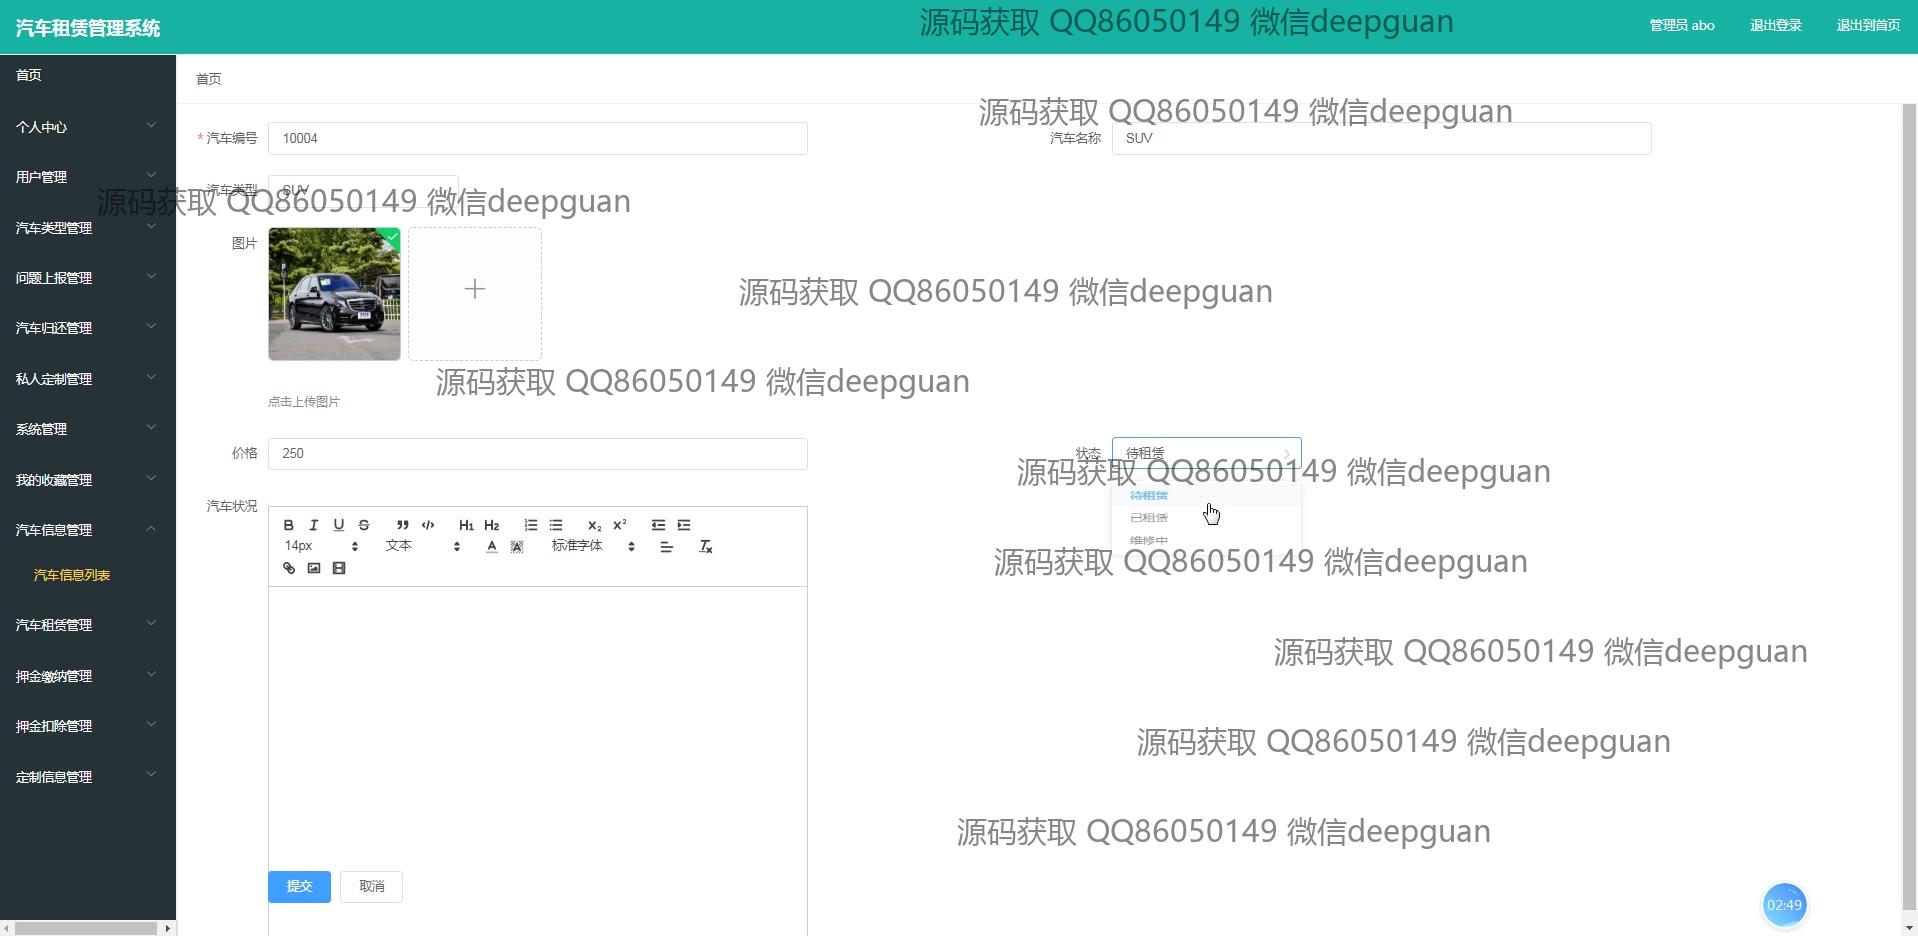 汽车租赁管理系统
源码获取 QQ86050149 微信deepguan
管理员 abo
退出登录
退出到首页
首页
个人中心
用户管理
汽车类型管理
问题上报管理
汽车归还管理
私人定制管理
系统管理
我的收藏管理
汽车信息管理
汽车信息列表
汽车租赁管理
押金缴纳管理
押金扣除管理
定制信息管理
首页
源码获取 QQ86050149 微信deepguan
* 汽车编号 10004
汽车名称 SUV
汽车类型 SUV
源码获取 QQ86050149 微信deepguan
图片
源码获取 QQ86050149 微信deepguan
源码获取 QQ86050149 微信deepguan
点击上传图片
价格 250
状态 待租赁
源码获取 QQ86050149 微信deepguan
待租赁
已租赁
维修中
汽车状况
B I U S ” </> H1 H2 X2 X2
14px 文本 A A 标准字体 Tx
源码获取 QQ86050149 微信deepguan
源码获取 QQ86050149 微信deepguan
源码获取 QQ86050149 微信deepguan
源码获取 QQ86050149 微信deepguan
提交 取消
02:49